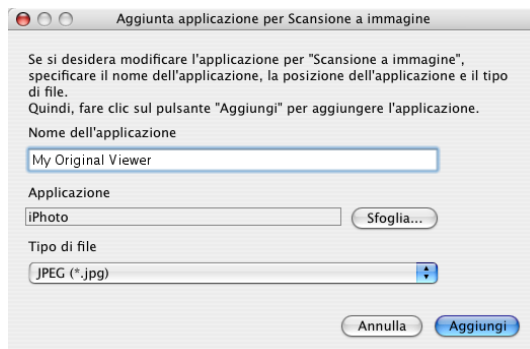 Aggiunta applicazione per Scansione a immagine
Se si desidera modificare l'applicazione per "Scansione a immagine",
specificare il nome dell'applicazione, la posizione dell'applicazione e il tipo
di file.
Quindi, fare clic sul pulsante "Aggiungi" per aggiungere l'applicazione.
Nome dell'applicazione
My Original Viewer
Applicazione
iPhoto
Sfoglia...
Tipo di file
JPEG (*.jpg)
Annulla
Aggiungi